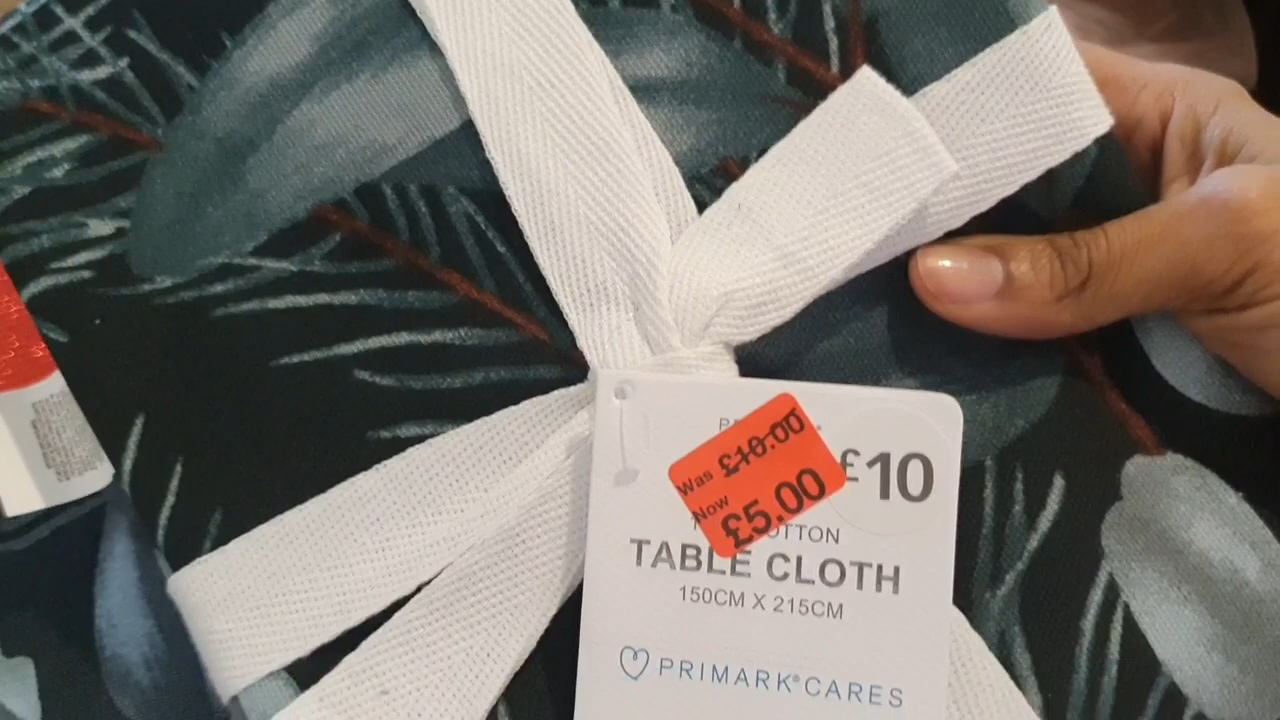 Was £10.00
Now
£5.00
£10
TABLE CLOTH
150CM X 215CM
PRIMARK® CARES